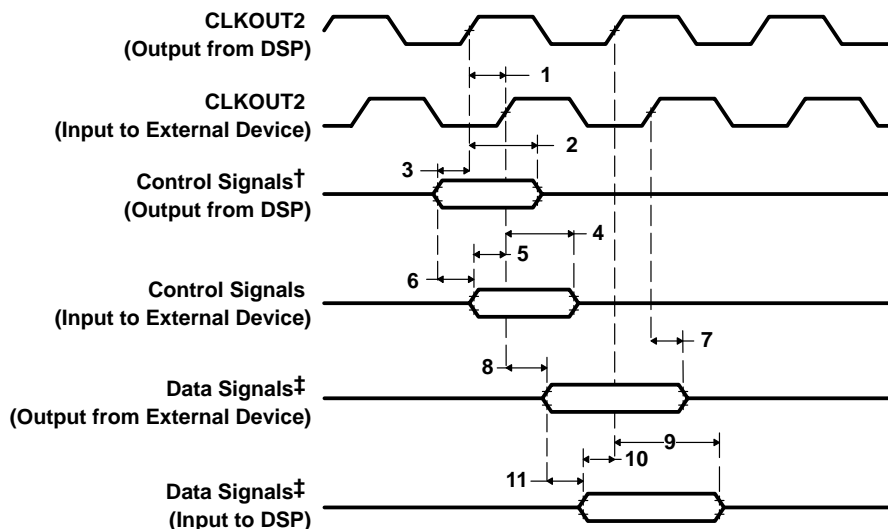 CLKOUT2
(Output from DSP)
1
CLKOUT2
(Input to External Device)
2
3
Control Signals†
(Output from DSP)
4
5
6
Control Signals
(Input to External Device)
7
8
Data Signals‡
(Output from External Device)
9
10
11
Data Signals‡
(Input to DSP)